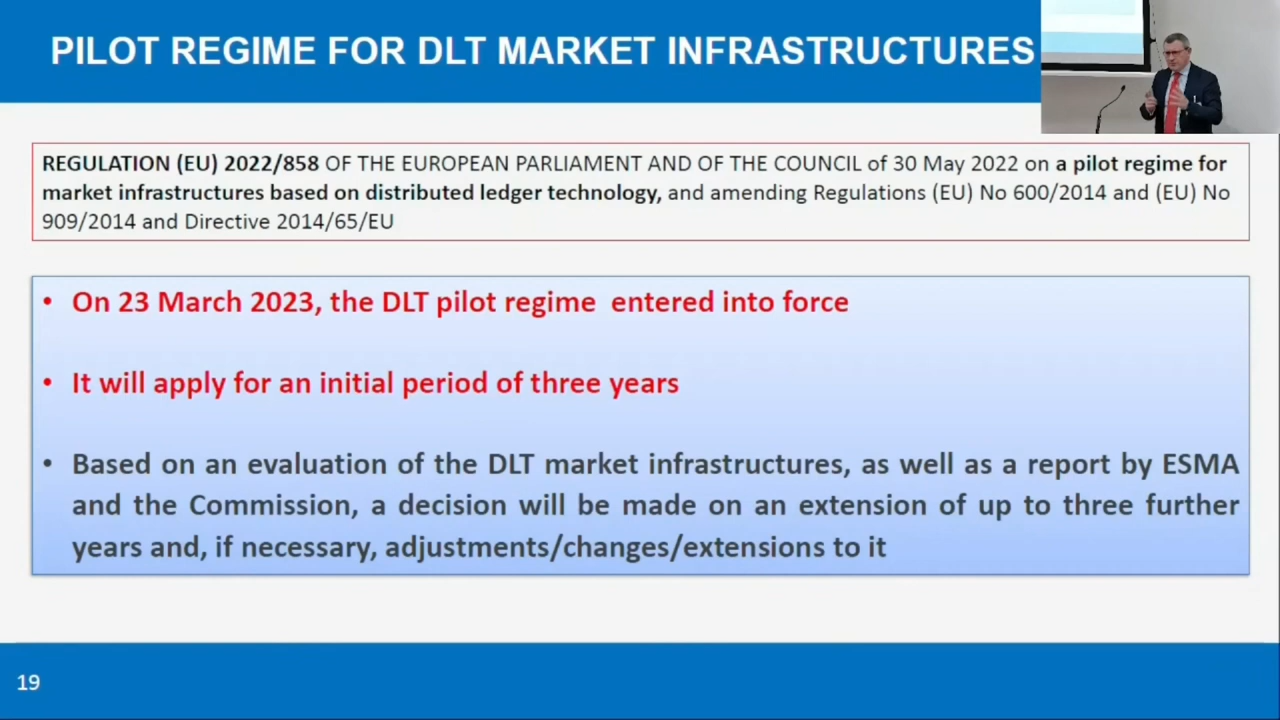 PILOT REGIME FOR DLT MARKET INFRASTRUCTURES
REGULATION (EU) 2022/858 OF THE EUROPEAN PARLIAMENT AND OF THE COUNCIL of 30 May 2022 on a pilot regime for
market infrastructures based on distributed ledger technology, and amending Regulations (EU) No 600/2014 and (EU) No
909/2014 and Directive 2014/65/EU
• On 23 March 2023, the DLT pilot regime entered into force
• It will apply for an initial period of three years
• Based on an evaluation of the DLT market infrastructures, as well as a report by ESMA
and the Commission, a decision will be made on an extension of up to three further
years and, if necessary, adjustments/changes/extensions to it
19